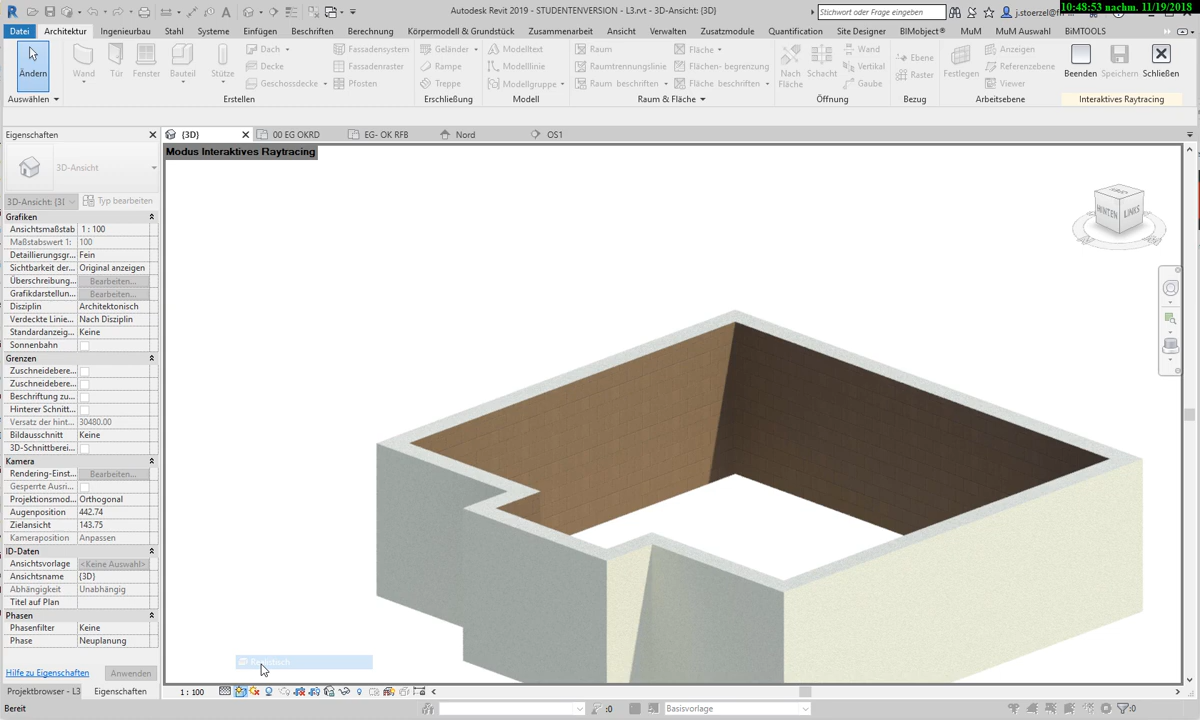 Autodesk Revit 2019 - STUDENTENVERSION - L3.rvt - 3D-Ansicht: {3D}
Stichwort oder Frage eingeben
10:48:53 nachm. 11/19/2018
Datei Architektur Ingenieurbau Stahl Systeme Einfügen Beschriften Berechnung Körpermodell & Grundstück Zusammenarbeit Ansicht Verwalten Zusatzmodule Quantification Site Designer BIMobject® MuM MuM Auswahl BiMTOOLS
Ändern
Wand
Tür
Fenster
Bauteil
Stütze
Dach
Decke
Geschossdecke
Fassadensystem
Fassadenraster
Pfosten
Geländer
Rampe
Treppe
Modelltext
Modelllinie
Modellgruppe
Raum
Raumtrennungslinie
Raum beschriften
Fläche
Flächen- begrenzung
Fläche beschriften
Nach Fläche
Schacht
Wand
Vertikal
Gaube
Ebene
Raster
Festlegen
Anzeigen
Referenzebene
Viewer
Beenden
Speichern
Schließen
Auswählen
Erstellen
Erschließung
Modell
Raum & Fläche
Öffnung
Bezug
Arbeitsebene
Interaktives Raytracing
Eigenschaften
{3D}
00 EG OKRD
EG- OK RFB
Nord
OS1
Modus Interaktives Raytracing
3D-Ansicht
Typ bearbeiten
Grafiken
Ansichtsmaßstab 1 : 100
Maßstabswert 1: 100
Detaillierungsgr... Fein
Sichtbarkeit der... Original anzeigen
Überschreibung... Bearbeiten...
Grafikdarstellun... Bearbeiten...
Disziplin Architektonisch
Verdeckte Linie... Nach Disziplin
Standardanzeig... Keine
Sonnenbahn
Grenzen
Zuschneidebere...
Zuschneidebere...
Beschriftung zu...
Hinterer Schnitt...
Versatz der hint... 30480.00
Bildausschnitt Keine
3D-Schnittberei...
Kamera
Rendering-Einst... Bearbeiten...
Gesperrte Ausri...
Projektionsmod... Orthogonal
Augenposition 442.74
Zielansicht 143.75
Kameraposition Anpassen
ID-Daten
Ansichtsvorlage <Keine Auswahl>
Ansichtsname {3D}
Abhängigkeit Unabhängig
Titel auf Plan
Phasen
Phasenfilter Keine
Phase Neuplanung
Hilfe zu Eigenschaften
Anwenden
Projektbrowser - L3
Eigenschaften
HINTEN
LINKS
1 : 100
Bereit
:0
Basisvorlage
:0